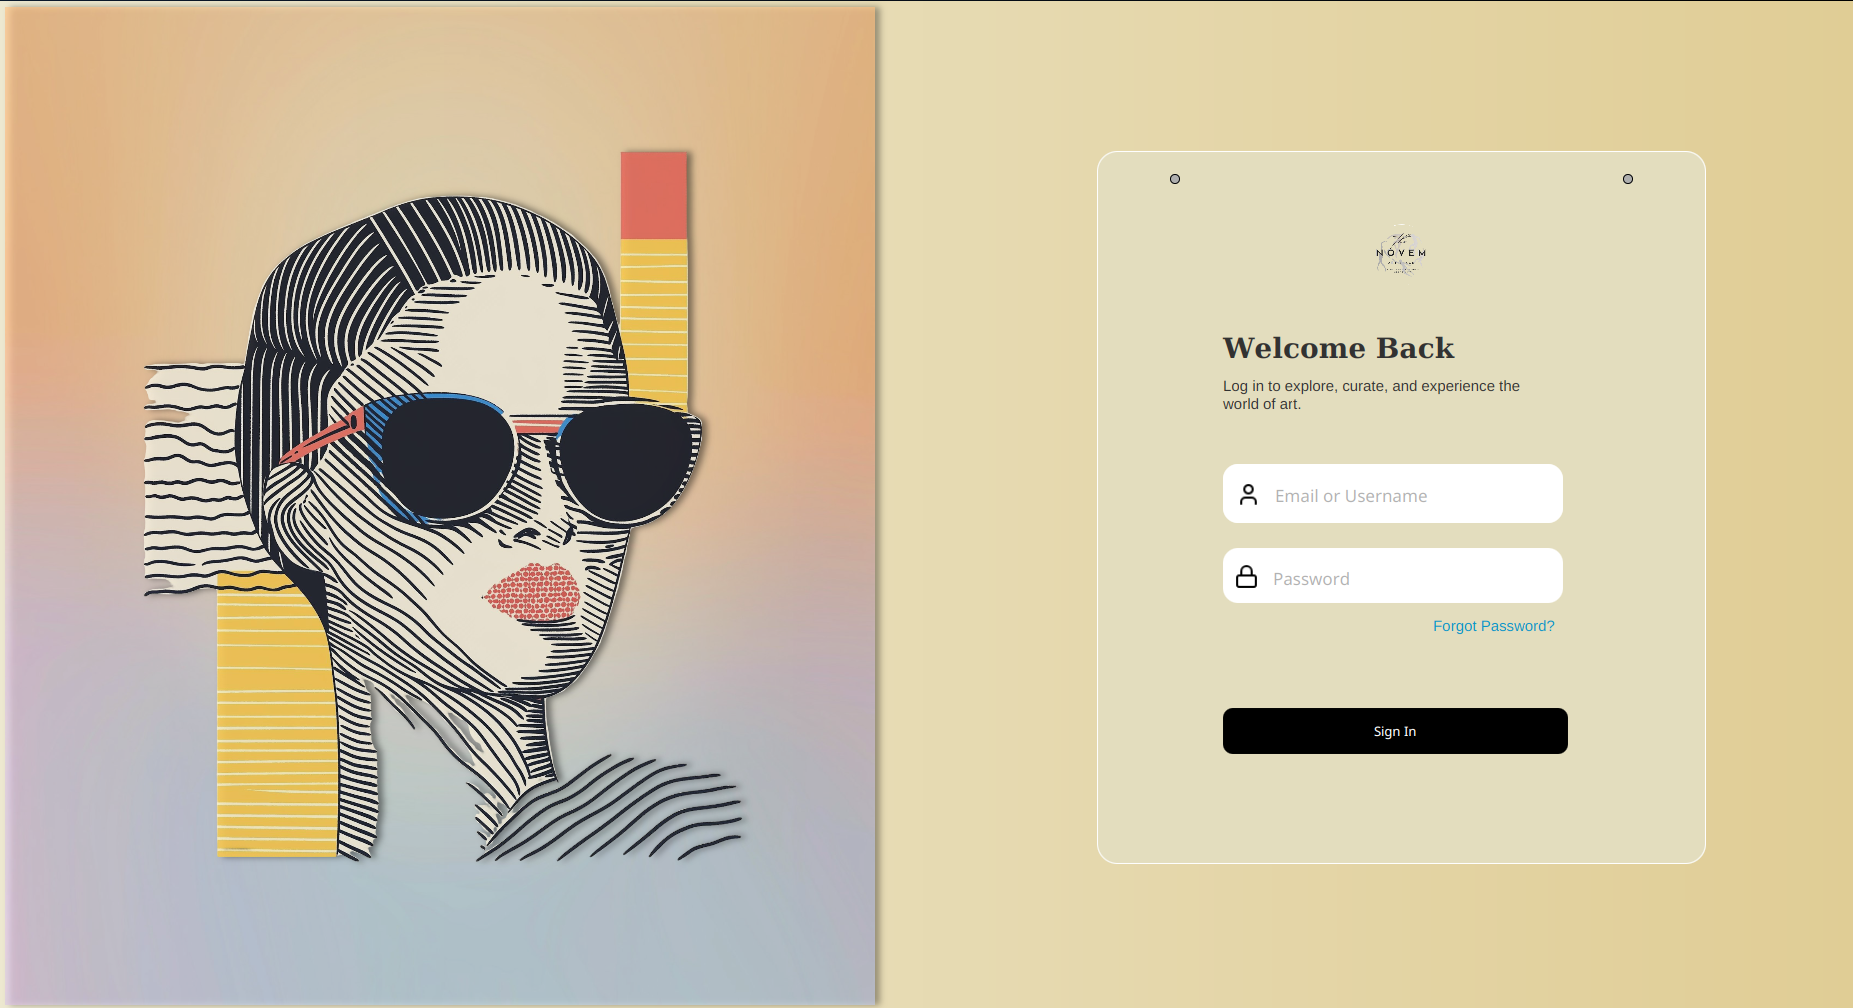 the
NOVEM
Welcome Back
Log in to explore, curate, and experience the
world of art.
Email or Username
Password
Forgot Password?
Sign In